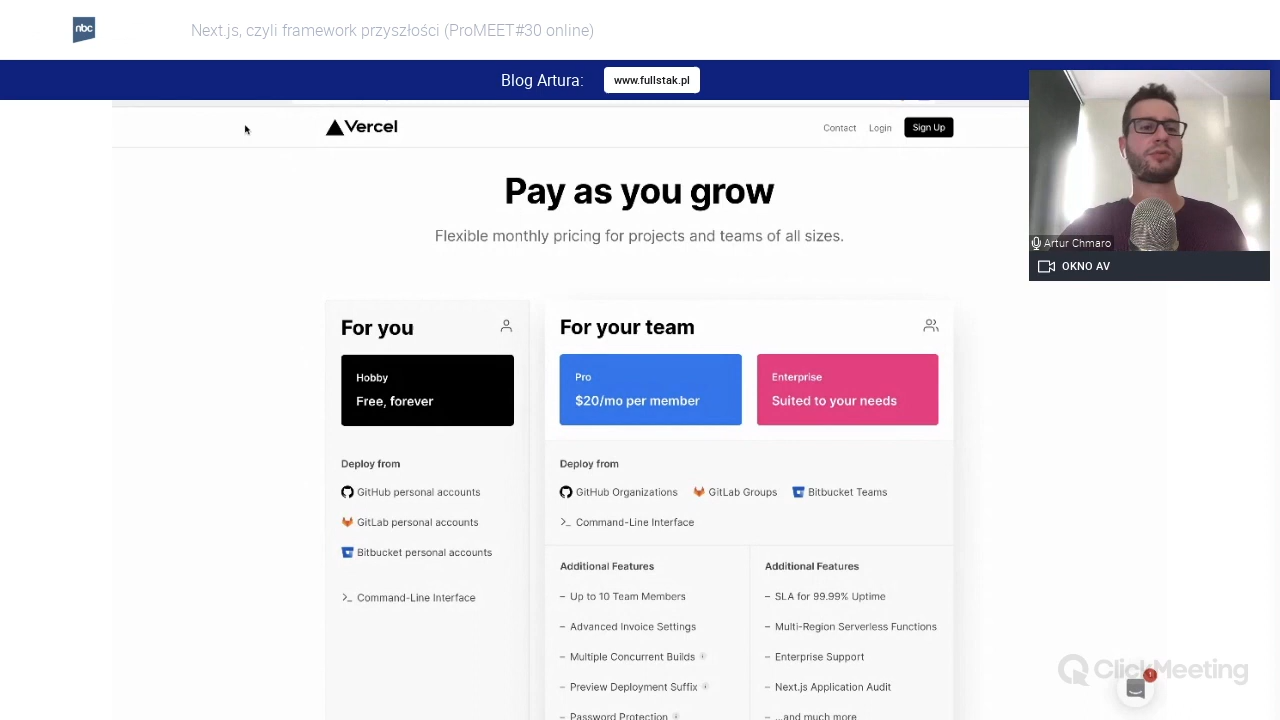 nbc
Next.js, czyli framework przyszłości (ProMEET#30 online)
Blog Artura:
www.fullstak.pl
Vercel
Contact
Login
Sign Up
Pay as you grow
Flexible monthly pricing for projects and teams of all sizes.
Artur Chmaro
OKNO AV
For you
Hobby
Free, forever
Deploy from
GitHub personal accounts
GitLab personal accounts
Bitbucket personal accounts
>_ Command-Line Interface
For your team
Pro
$20/mo per member
Enterprise
Suited to your needs
Deploy from
GitHub Organizations
GitLab Groups
Bitbucket Teams
>_ Command-Line Interface
Additional Features
– Up to 10 Team Members
– Advanced Invoice Settings
– Multiple Concurrent Builds
– Preview Deployment Suffix
– Password Protection
Additional Features
– SLA for 99.99% Uptime
– Multi-Region Serverless Functions
– Enterprise Support
– Next.js Application Audit
– ...and much more
ClickMeeting
1